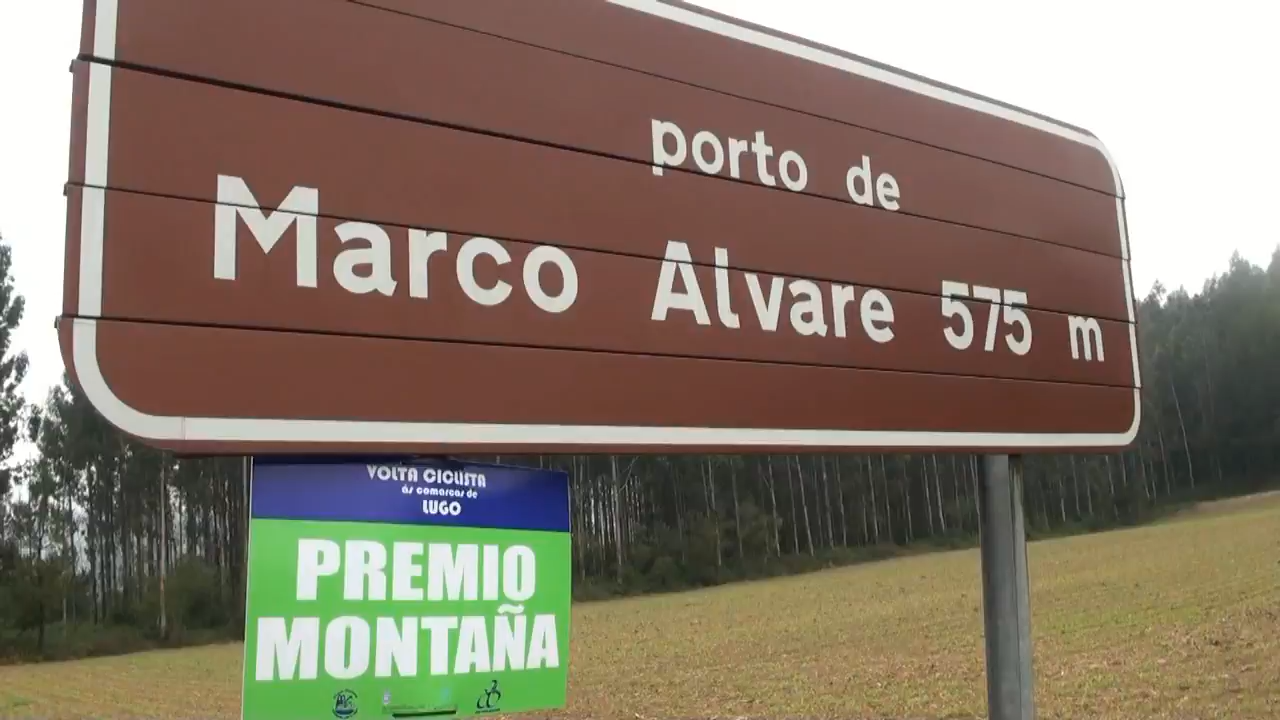 porto de
Marco Alvare 575 m
VOLTA CICLISTA
ás comarcas de
LUGO
PREMIO
MONTAÑA